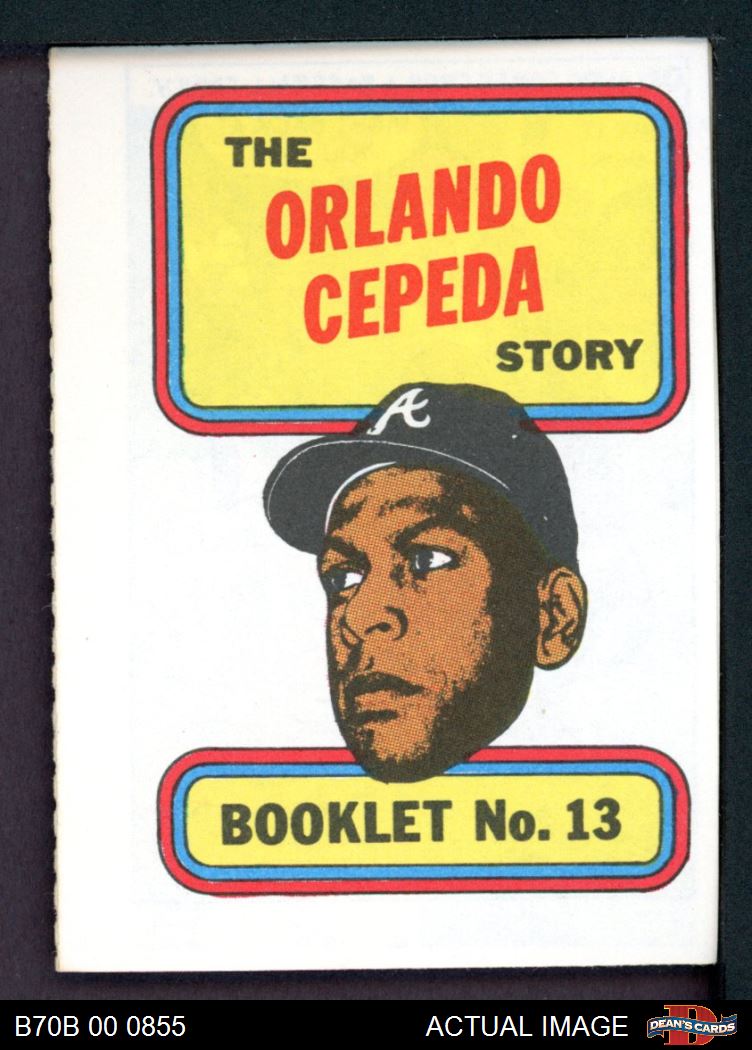 THE
ORLANDO
CEPEDA
STORY
A
BOOKLET No. 13
B70B 00 0855
ACTUAL IMAGE
D
DEAN'S CARDS